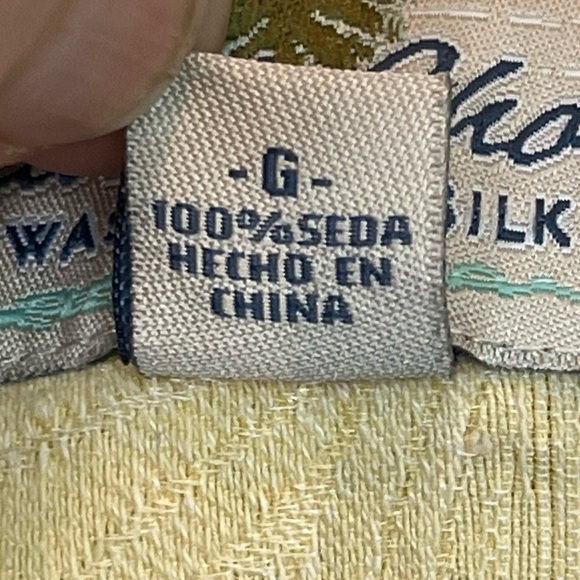 - G -
100% SEDA
HECHO EN
CHINA
SILK